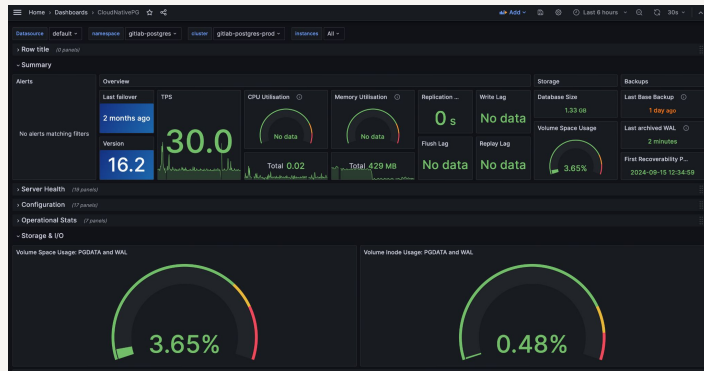 Home › Dashboards › CloudNativePG
Add
Last 6 hours
30s
Datasource default
namespace gitlab-postgres
cluster gitlab-postgres-prod
instances All
Row title (0 panels)
Summary
Alerts
No alerts matching filters
Overview
Last failover
2 months ago
Version
16.2
TPS
30.0
CPU Utilisation
No data
Total 0.02
Memory Utilisation
No data
Total 429 MB
Replication ...
0 s
Write Lag
No data
Flush Lag
No data
Replay Lag
No data
Storage
Database Size
1.33 GB
Volume Space Usage
3.65%
Backups
Last Base Backup
1 day ago
Last archived WAL
2 minutes
First Recoverability P...
2024-09-15 12:34:59
Server Health (18 panels)
Configuration (17 panels)
Operational Stats (7 panels)
Storage & I/O
Volume Space Usage: PGDATA and WAL
3.65%
Volume Inode Usage: PGDATA and WAL
0.48%